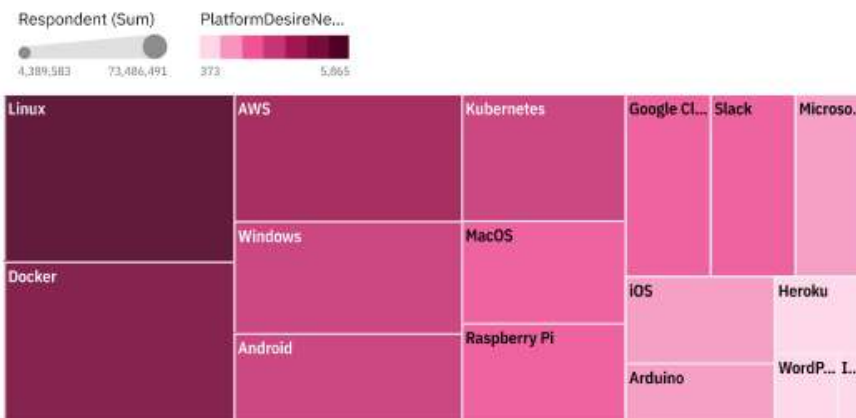 Respondent (Sum)
PlatformDesireNe...
4,389,583
73,486,491
373
5,865
Linux
AWS
Kubernetes
Google Cl...
Slack
Microso...
Windows
MacOS
Docker
iOS
Heroku
Android
Raspberry Pi
WordP...
I...
Arduino